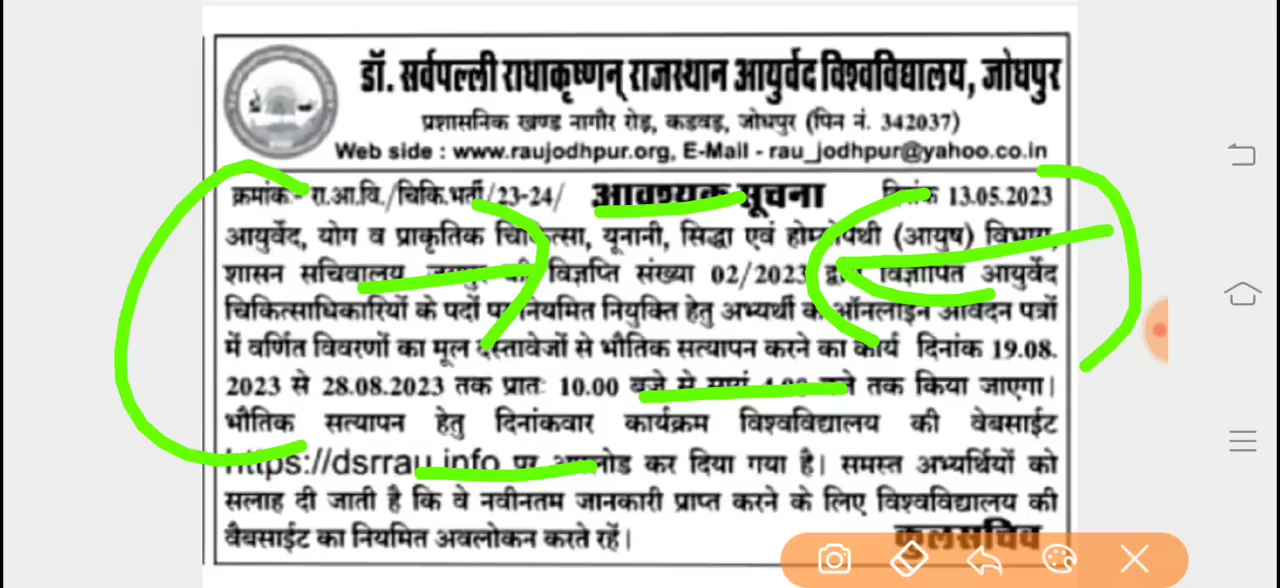 डॉ. सर्वपल्ली राधाकृष्णन् राजस्थान आयुर्वेद विश्वविद्यालय, जोधपुर
प्रशासनिक खण्ड नागौर रोड़, कडवड़, जोधपुर (पिन नं. 342037)
Web side : www.raujodhpur.org, E-Mail - rau_jodhpur@yahoo.co.in
क्रमांक- रा.आ.वि./चिकि.भर्ती/23-24/ आवश्यक सूचना दिनांक 13.05.2023
आयुर्वेद, योग व प्राकृतिक चिकित्सा, यूनानी, सिद्धा एवं होम्योपैथी (आयुष) विभाग,
शासन सचिवालय विज्ञप्ति संख्या 02/2023 द्वारा विज्ञापित आयुर्वेद
चिकित्साधिकारियों के पदों पर नियमित नियुक्ति हेतु अभ्यर्थी के ऑनलाइन आवेदन पत्रों
में वर्णित विवरणों का मूल दस्तावेजों से भौतिक सत्यापन करने का कार्य दिनांक 19.08.
2023 से 28.08.2023 तक प्रातः 10.00 बजे से सायं तक किया जाएगा।
भौतिक सत्यापन हेतु दिनांकवार कार्यक्रम विश्वविद्यालय की वेबसाईट
https://dsrrau.info पर अपलोड कर दिया गया है। समस्त अभ्यर्थियों को
सलाह दी जाती है कि वे नवीनतम जानकारी प्राप्त करने के लिए विश्वविद्यालय की
वैबसाईट का नियमित अवलोकन करते रहें।
कुलसचिव